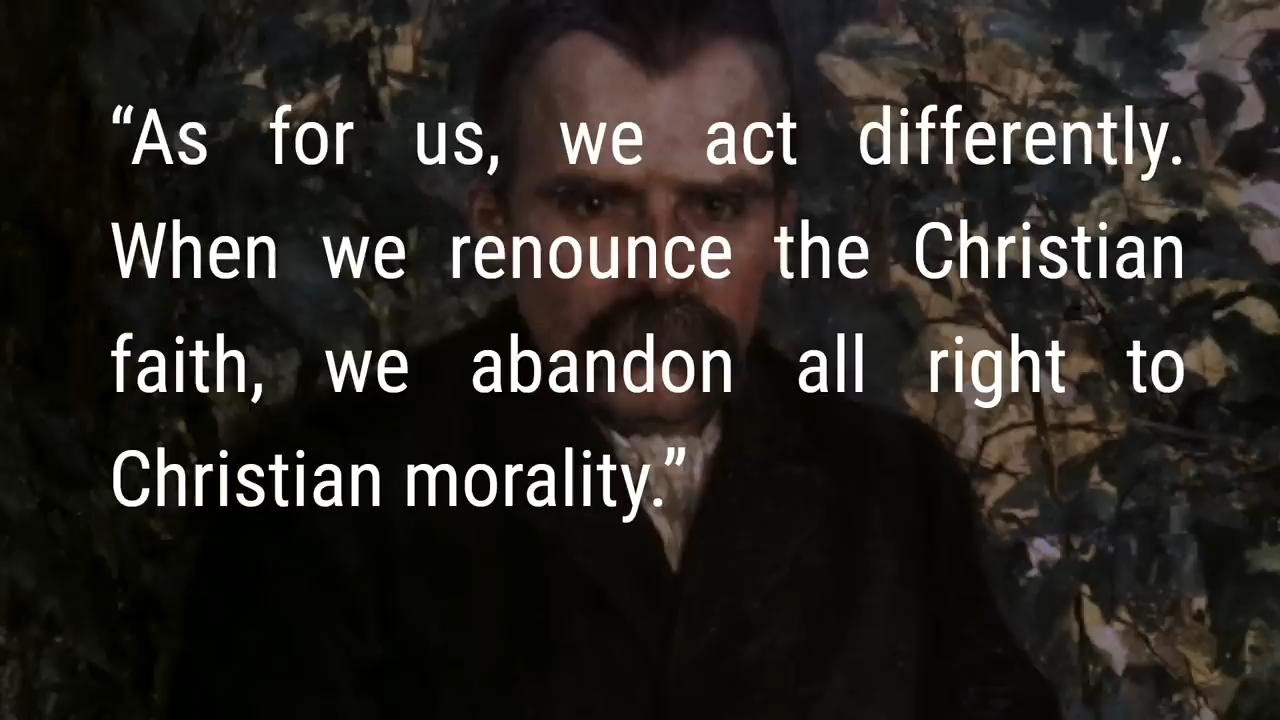 “As for us, we act differently.
When we renounce the Christian
faith, we abandon all right to
Christian morality.”